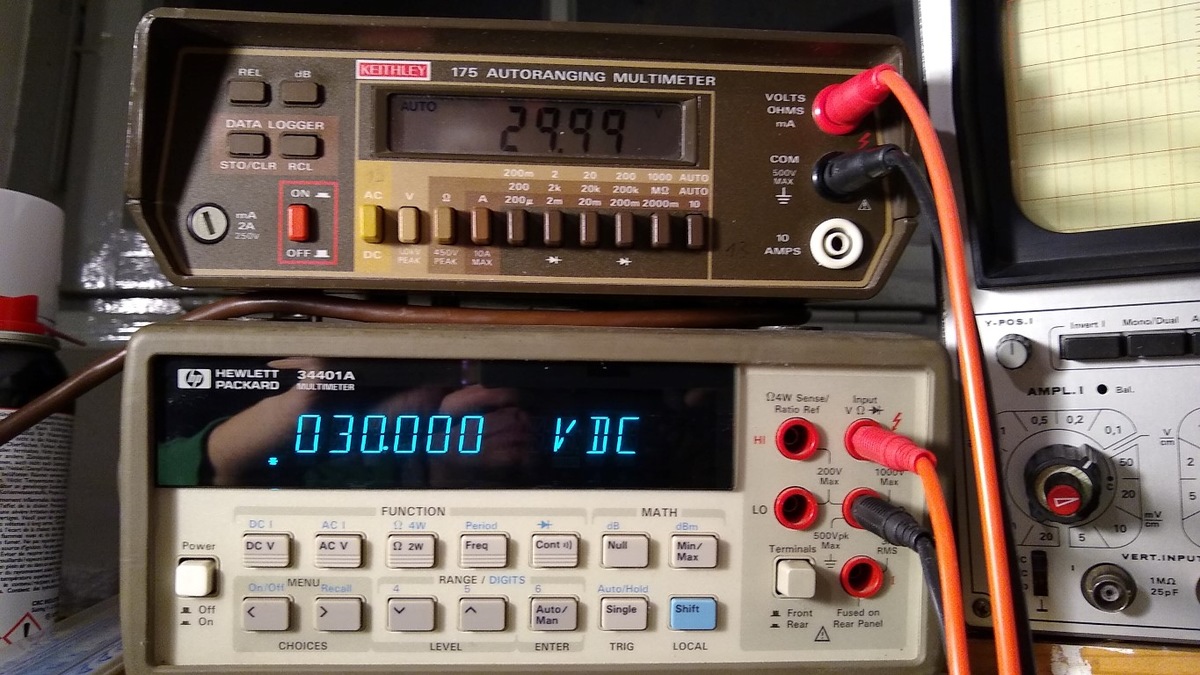 KEITHLEY 175 AUTORANGING MULTIMETER
REL dB
DATA LOGGER
STO/CLR RCL
AUTO 29.99 V
VOLTS
OHMS
mA
COM
500V
MAX
10
AMPS
mA
2A
250V
ON
OFF
AC V Ω A
DC
PEAK
450V
PEAK
10A
MAX
200m 2 20 200 1000 AUTO
200 2k 20k 200k MΩ AUTO
200µ 2m 20m 200m 2000m 10
hp HEWLETT
PACKARD
34401A
MULTIMETER
030.000 V DC
Ω4W Sense/
Ratio Ref
Input
V Ω
HI
200V
Max
1000V
Max
LO
500Vpk
Max
RMS
I
Terminals
Front
Rear
Fused on
Rear Panel
Power
Off
On
FUNCTION MATH
DC I AC I Ω 4W Period dB dBm
DC V AC V Ω 2W Freq Cont Null Min/
Max
MENU RANGE / DIGITS
On/Off Recall 4 5 6 Auto/Hold
< > Auto/
Man Single Shift
CHOICES LEVEL ENTER TRIG LOCAL
Y-POS.I
Invert I Mono/Dual
AMPL.I Bal.
0,5 0,2 0,1
V
cm
50
20
10
5
20
mV
cm
VERT.INPUT
1MΩ
25pF